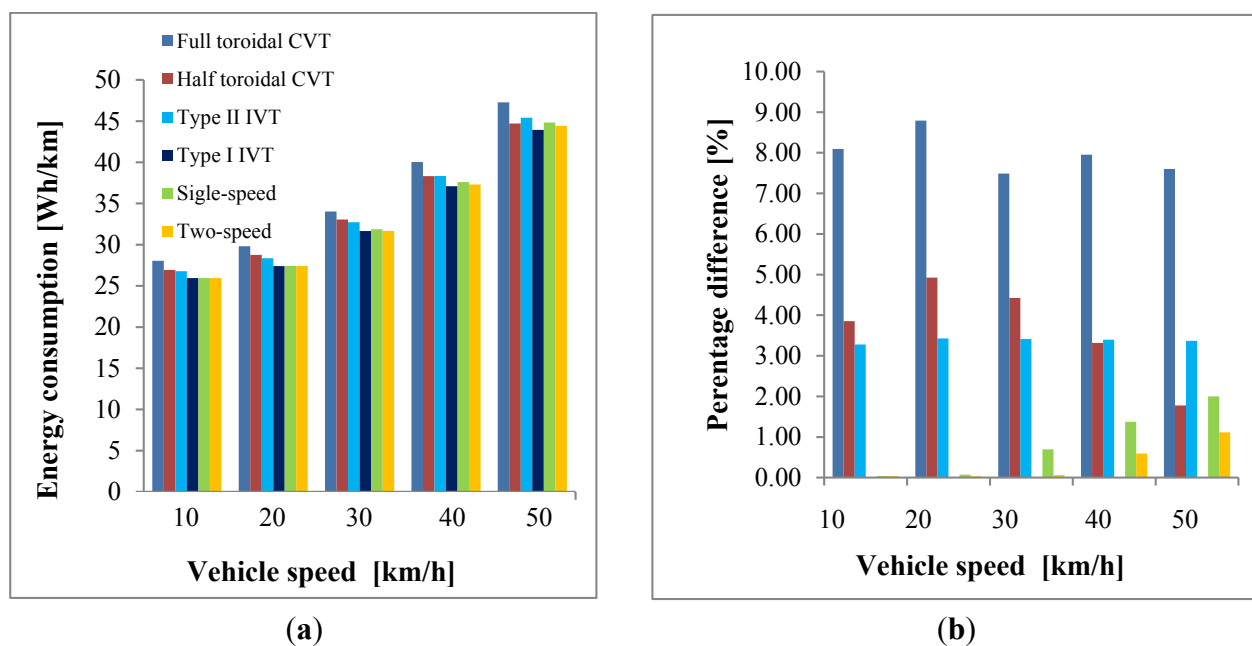 Full toroidal CVT
Half toroidal CVT
Type II IVT
Type I IVT
Sigle-speed
Two-speed
50
45
40
35
30
25
20
15
10
5
0
Energy consumption [Wh/km]
10 20 30 40 50
Vehicle speed [km/h]
(a)
10.00
9.00
8.00
7.00
6.00
5.00
4.00
3.00
2.00
1.00
0.00
Perentage difference [%]
10 20 30 40 50
Vehicle speed [km/h]
(b)